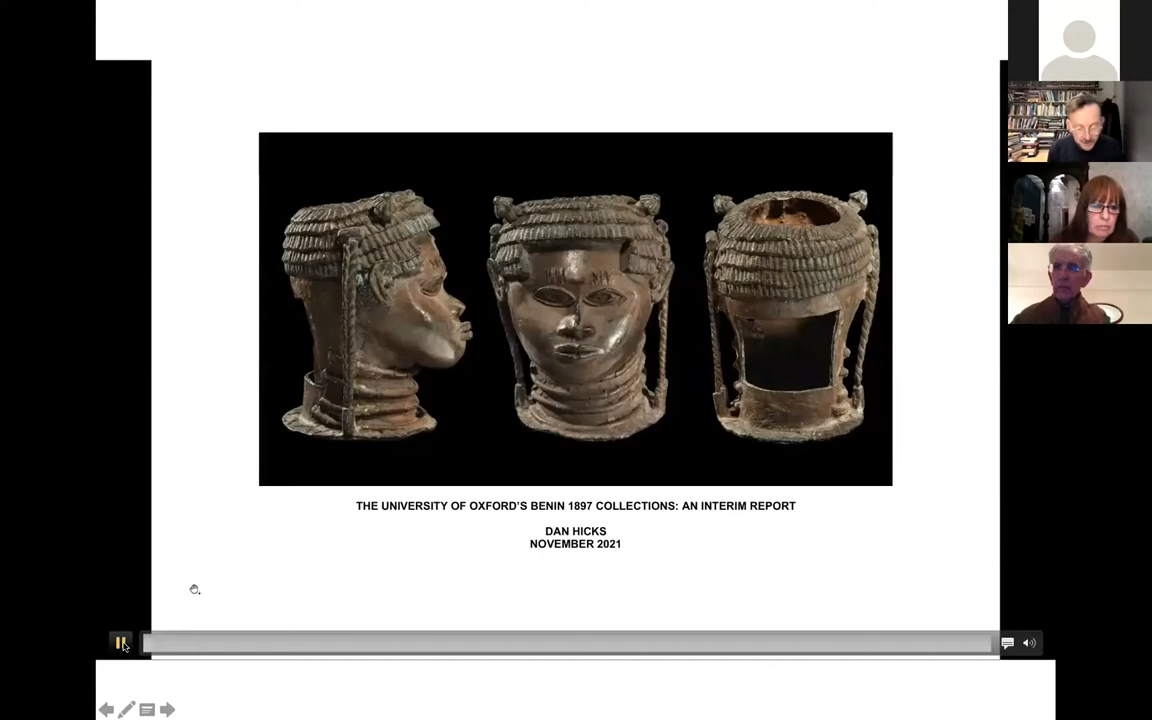 THE UNIVERSITY OF OXFORD'S BENIN 1897 COLLECTIONS: AN INTERIM REPORT
DAN HICKS
NOVEMBER 2021